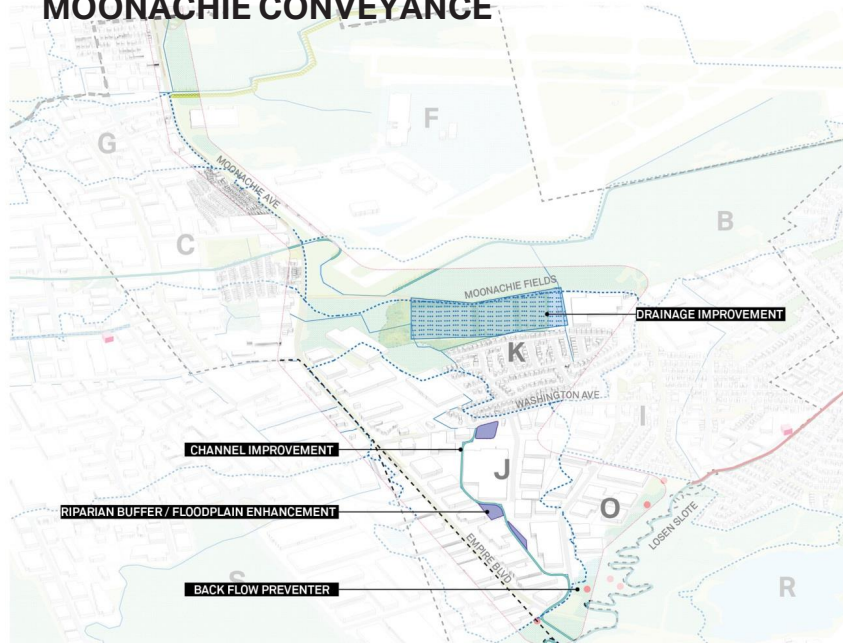 MOONACHIE CONVEYANCE
G
F
MOONACHIE AVE
C
B
MOONACHIE FIELDS
DRAINAGE IMPROVEMENT
K
WASHINGTON AVE
I
CHANNEL IMPROVEMENT
J
RIPARIAN BUFFER / FLOODPLAIN ENHANCEMENT
O
LOSEN SLOTE
EMPIRE BLVD
S
BACK FLOW PREVENTER
R